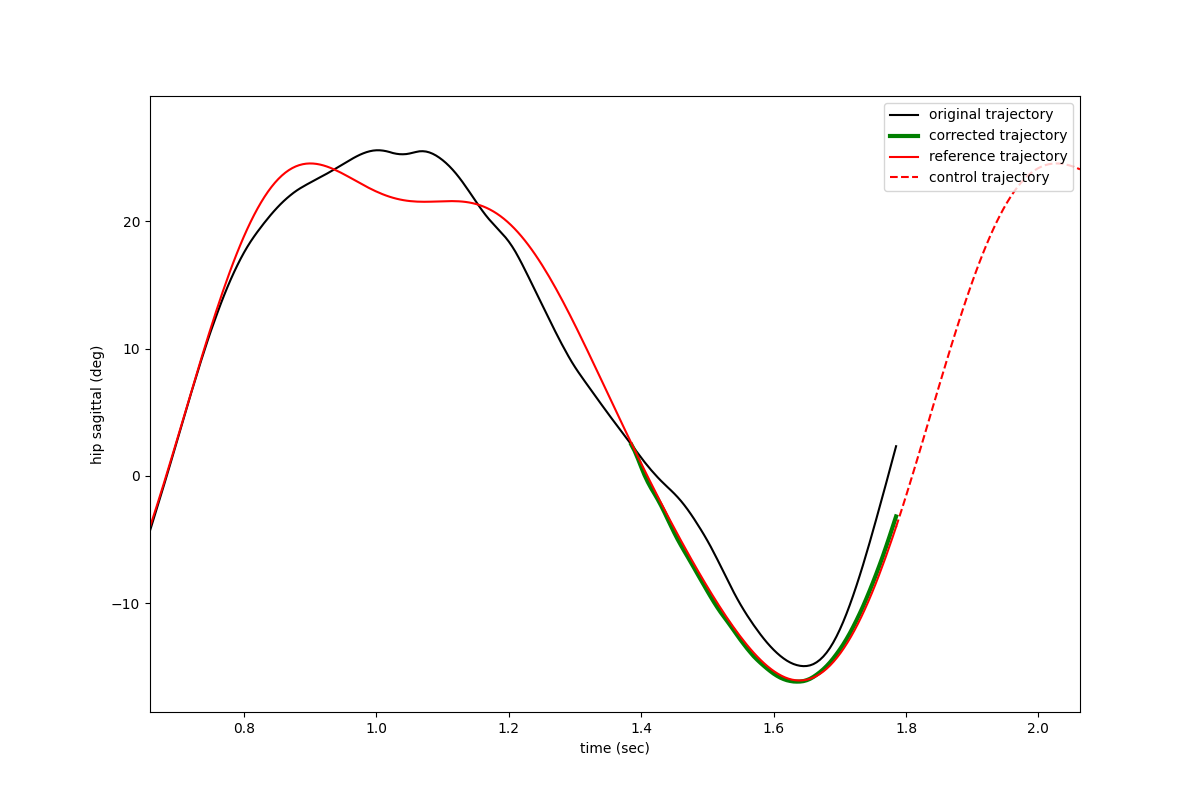 original trajectory
corrected trajectory
reference trajectory
control trajectory
20
10
0
−10
hip sagittal (deg)
0.8 1.0 1.2 1.4 1.6 1.8 2.0
time (sec)